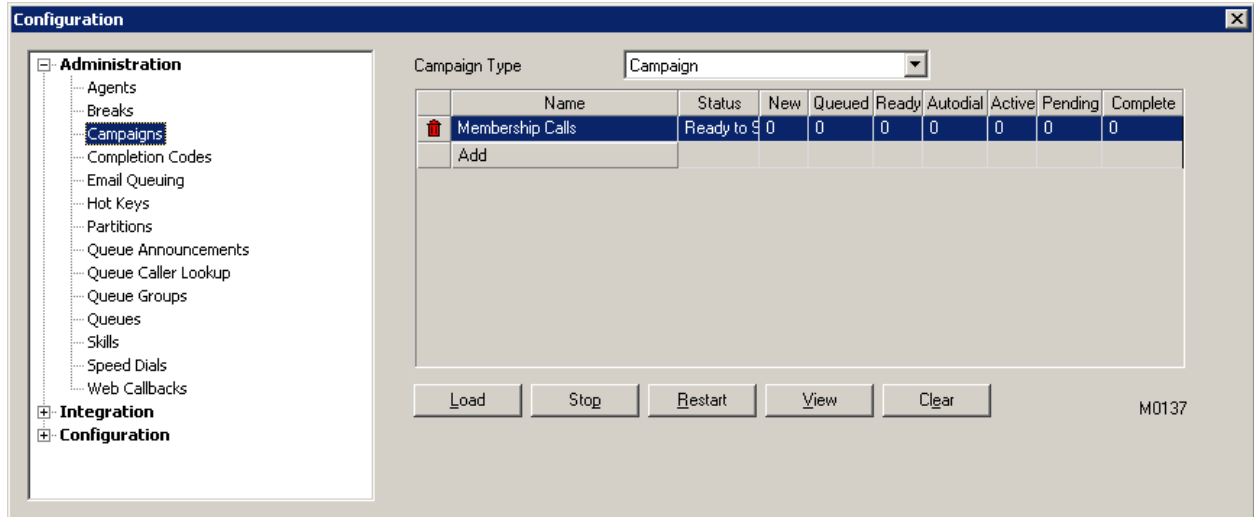 Configuration
Administration
Agents
Breaks
Campaigns
Completion Codes
Email Queuing
Hot Keys
Partitions
Queue Announcements
Queue Caller Lookup
Queue Groups
Queues
Skills
Speed Dials
Web Callbacks
Integration
Configuration
Campaign Type Campaign
Name Status New Queued Ready Autodial Active Pending Complete
Membership Calls Ready to S 0 0 0 0 0 0 0
Add
Load Stop Restart View Clear
M0137